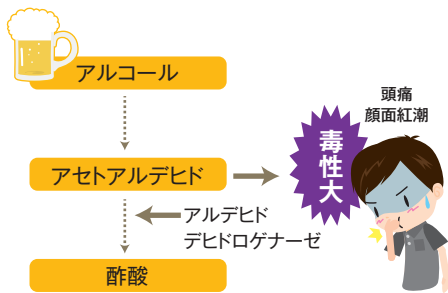 アルコール
頭痛
顔面紅潮
毒性大
アセトアルデヒド
アルデヒド
デヒドロゲナーゼ
酢酸